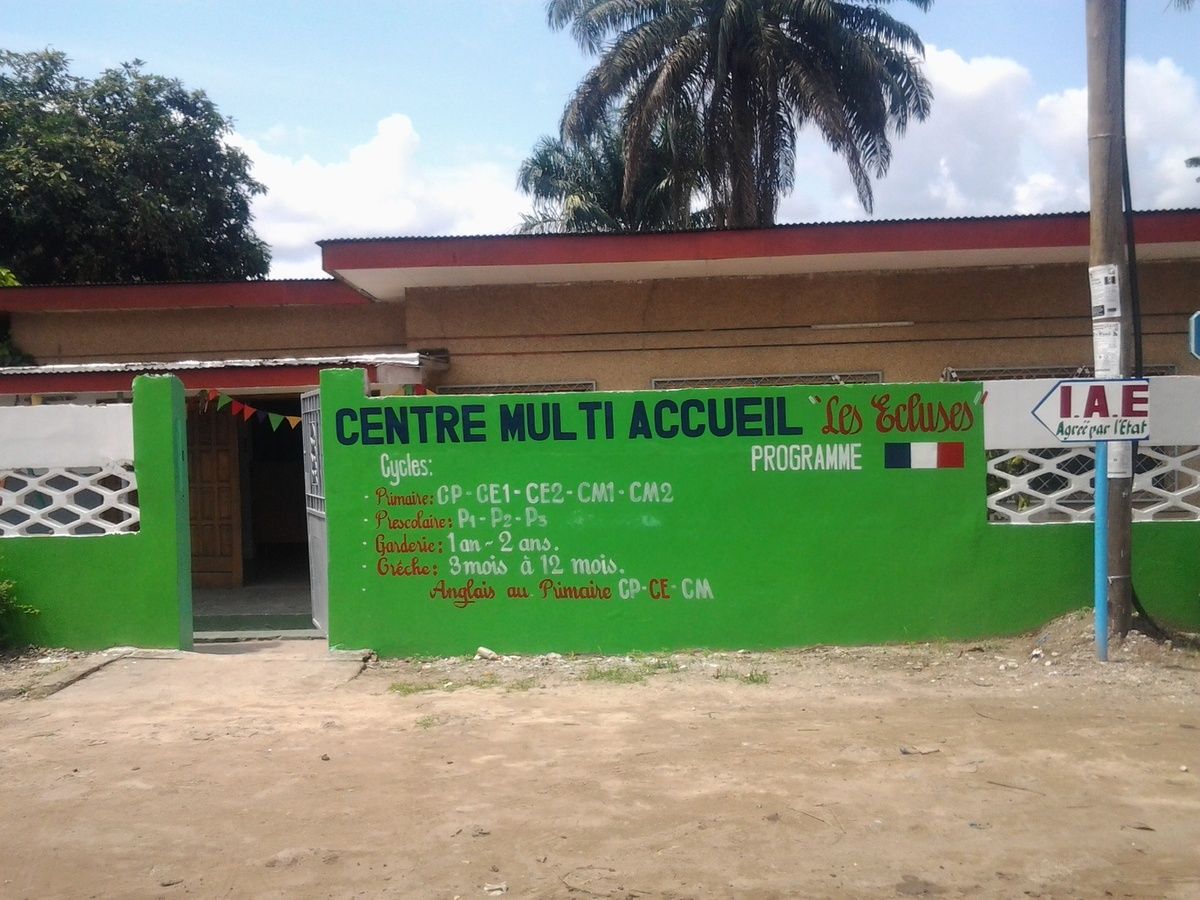 CENTRE MULTI ACCUEIL "Les Ecluses"
PROGRAMME
Cycles:
- Primaire: CP - CE1 - CE2 - CM1 - CM2
- Prescolaire: P1 - P2 - P3
- Garderie: 1 an ~ 2 ans.
- Crêche: 3 mois à 12 mois.
Anglais au Primaire CP - CE - CM
I.A.E
Agréé par l'Etat